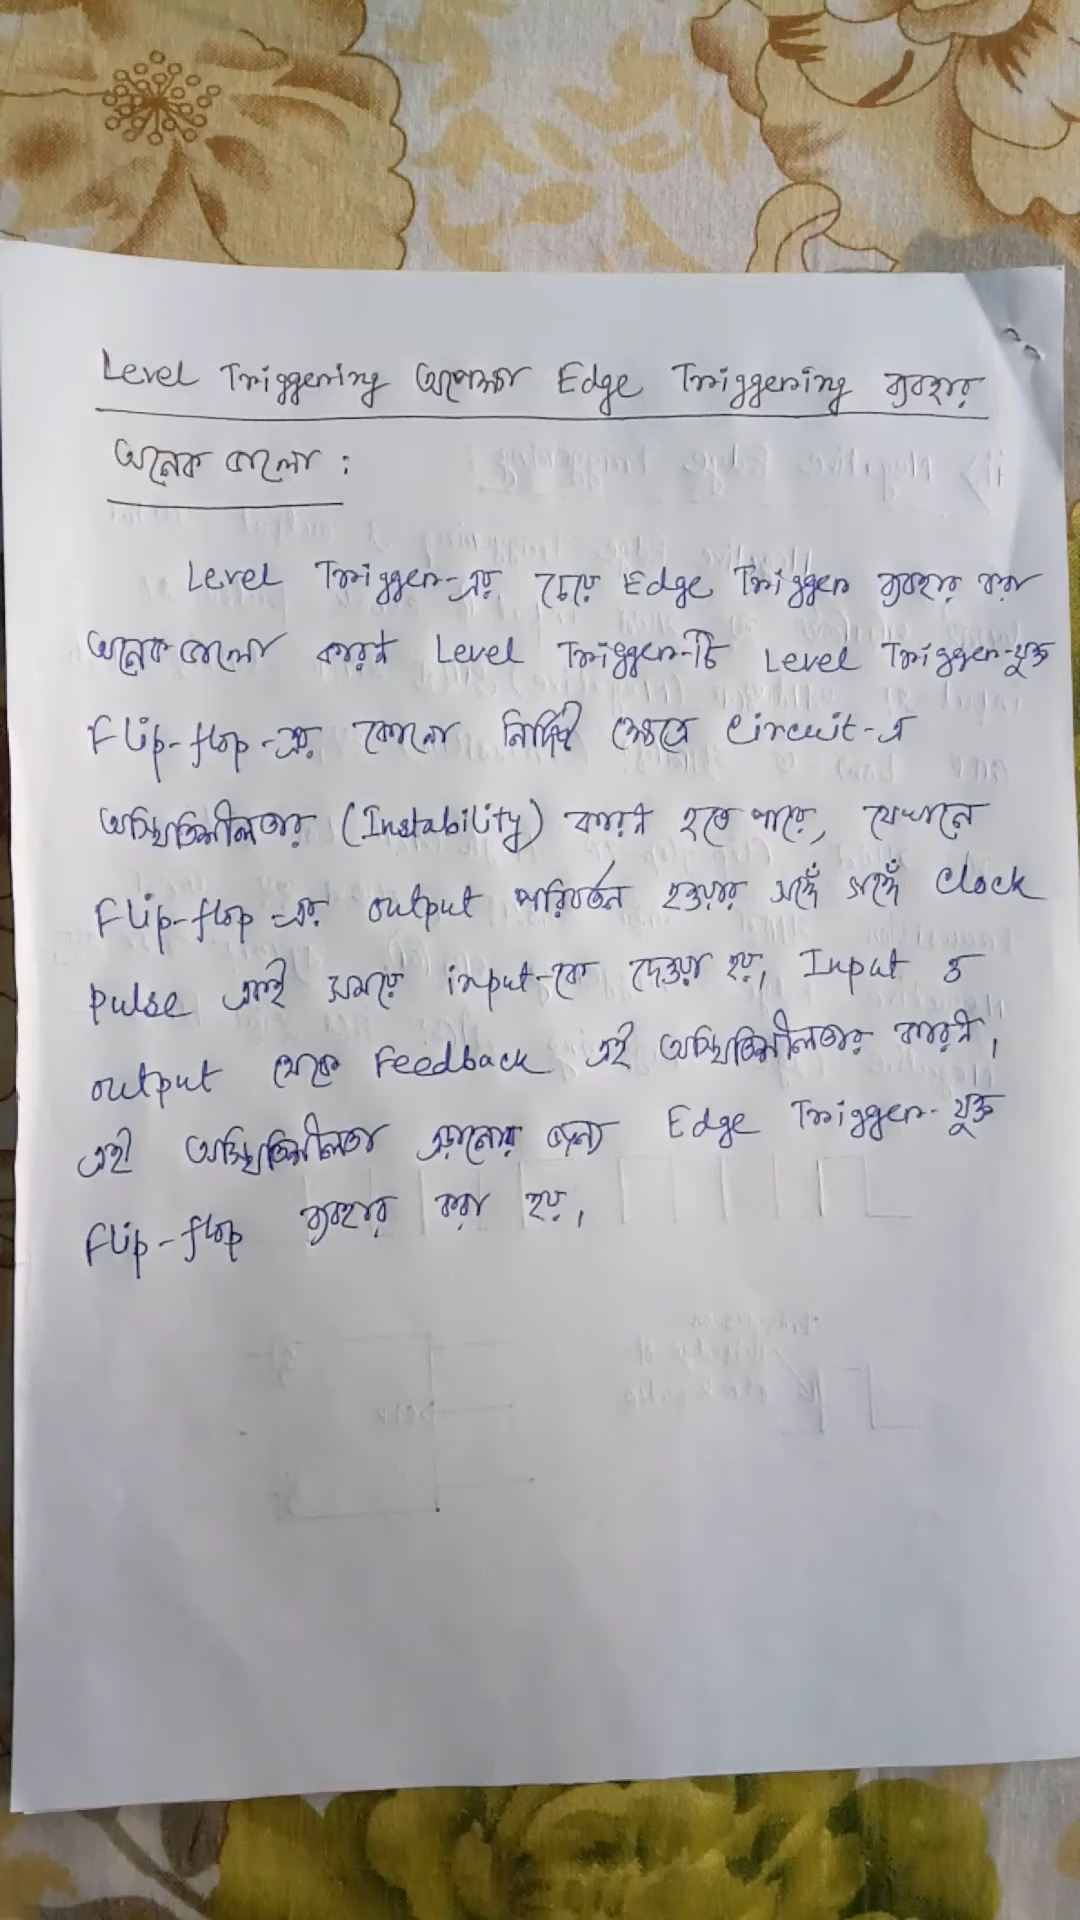 Level Triggering অপেক্ষা Edge Triggering ব্যবহার
অনেক ভালো :
Level Trigger-এর চেয়ে Edge Trigger ব্যবহার করা
অনেক ভালো কারণ Level Trigger-টি Level Trigger-যুক্ত
Flip-flop-এর কোনো নির্দিষ্ট ক্ষেত্রে Circuit-এ
অস্থিতিশীলতার (Instability) কারণ হতে পারে, যেখানে
Flip-flop-এর output পরিবর্তন হওয়ার সঙ্গেঁ সঙ্গেঁ Clock
pulse একই সময়ে input-কে দেওয়া হয়। Input ও
output থেকে Feedback এই অস্থিতিশীলতার কারণ।
এই অস্থিতিশীলতা এড়ানোর জন্য Edge Trigger-যুক্ত
Flip-flop ব্যবহার করা হয়।